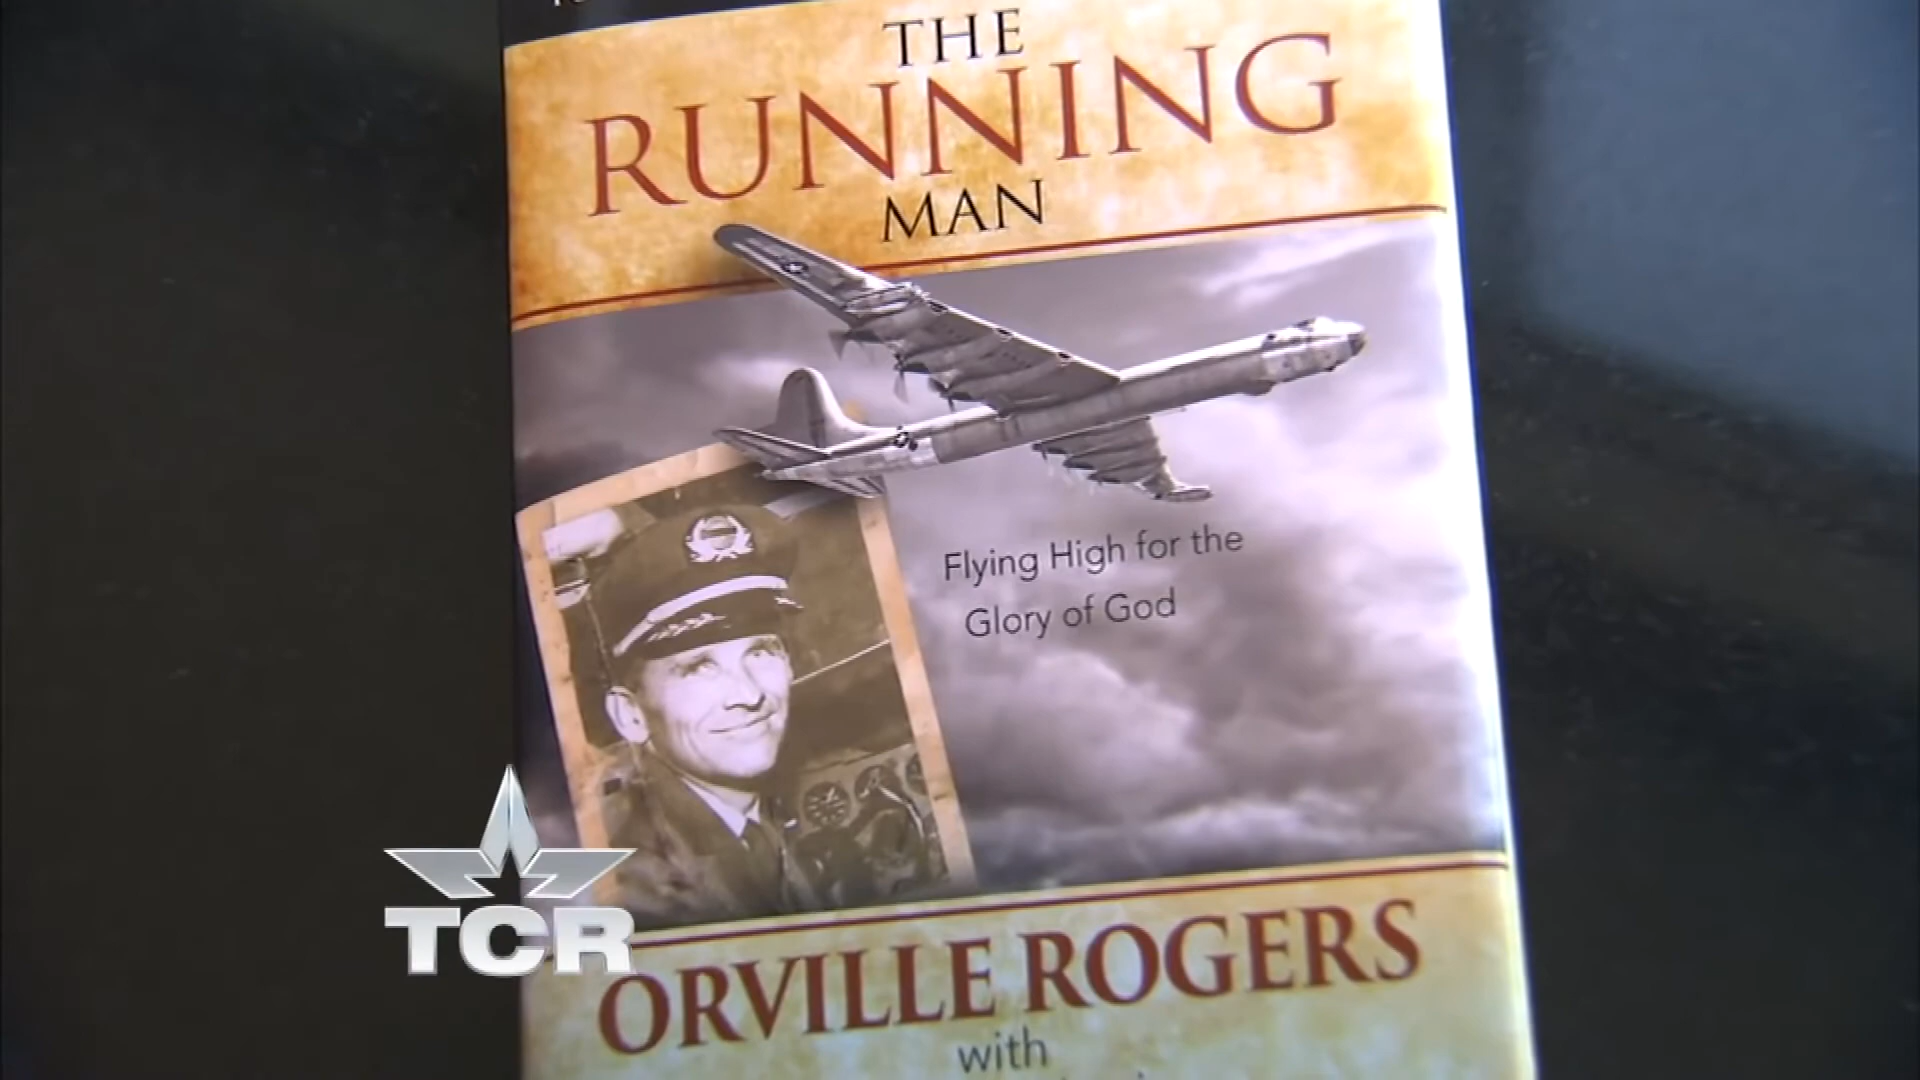 THE
RUNNING
MAN
Flying High for the
Glory of God
TCR
ORVILLE ROGERS
with